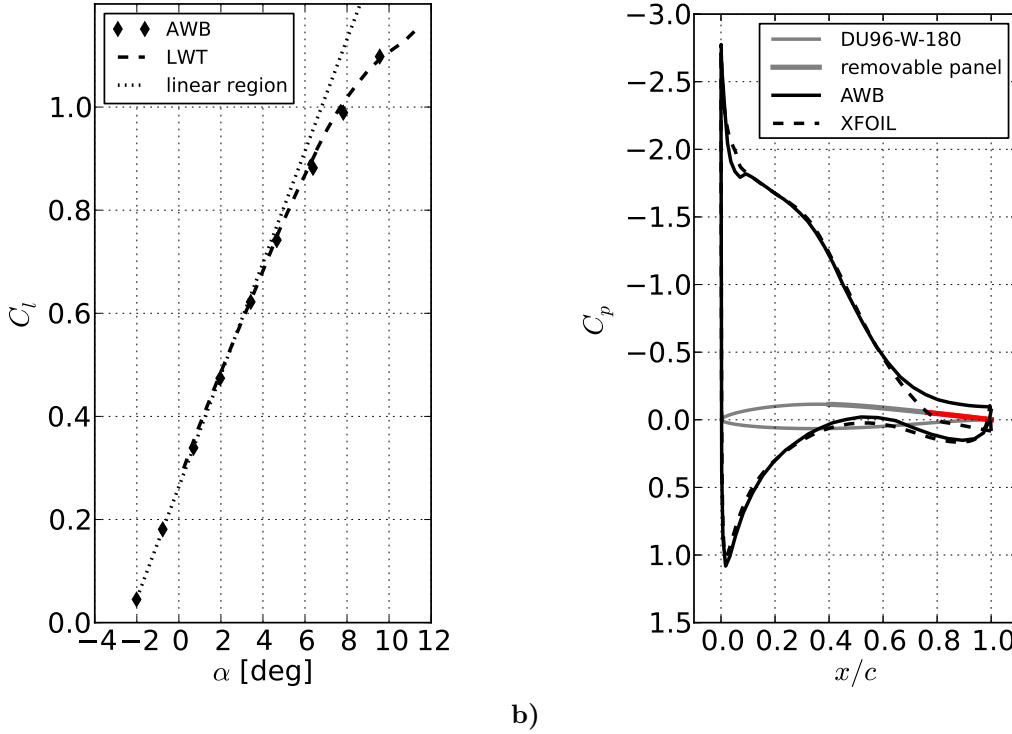 AWB
LWT
linear region
1.0
0.8
0.6
0.4
0.2
0.0
C_l
−4 −2 0 2 4 6 8 10 12
α [deg]
−3.0
−2.5
−2.0
−1.5
−1.0
−0.5
0.0
0.5
1.0
1.5
C_p
DU96-W-180
removable panel
AWB
XFOIL
0.0 0.2 0.4 0.6 0.8 1.0
x/c
b)